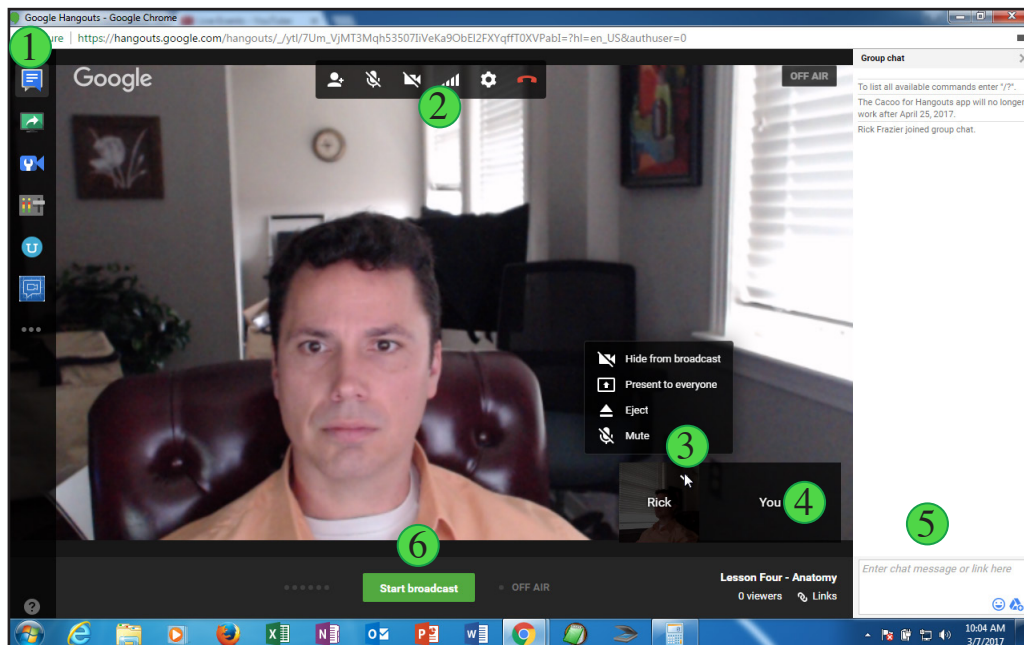 Google Hangouts - Google Chrome
https://hangouts.google.com/hangouts/_/ytl/7Um_VjMT3Mqh53507IiVeKa9ObEl2FXYqffT0XVPabI=?hl=en_US&authuser=0
1
Google
2
OFF AIR
Group chat
To list all available commands enter "/?".
The Cacoo for Hangouts app will no longer
work after April 25, 2017.
Rick Frazier joined group chat.
Hide from broadcast
Present to everyone
Eject
Mute
3
Rick
You
4
5
6
Start broadcast
OFF AIR
Lesson Four - Anatomy
0 viewers
Links
Enter chat message or link here
10:04 AM
3/7/2017